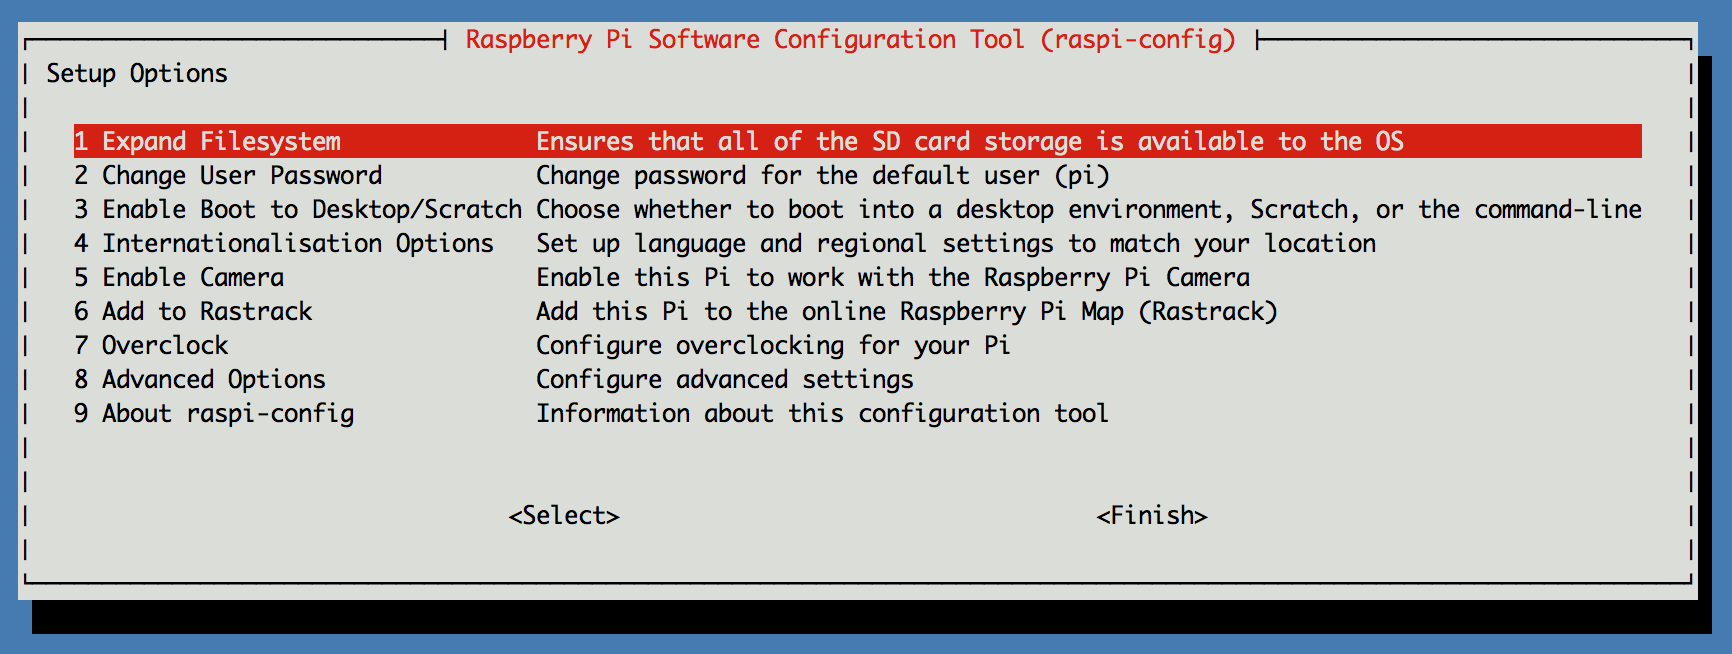 Raspberry Pi Software Configuration Tool (raspi-config)
Setup Options
1 Expand Filesystem Ensures that all of the SD card storage is available to the OS
2 Change User Password Change password for the default user (pi)
3 Enable Boot to Desktop/Scratch Choose whether to boot into a desktop environment, Scratch, or the command-line
4 Internationalisation Options Set up language and regional settings to match your location
5 Enable Camera Enable this Pi to work with the Raspberry Pi Camera
6 Add to Rastrack Add this Pi to the online Raspberry Pi Map (Rastrack)
7 Overclock Configure overclocking for your Pi
8 Advanced Options Configure advanced settings
9 About raspi-config Information about this configuration tool
<Select> <Finish>